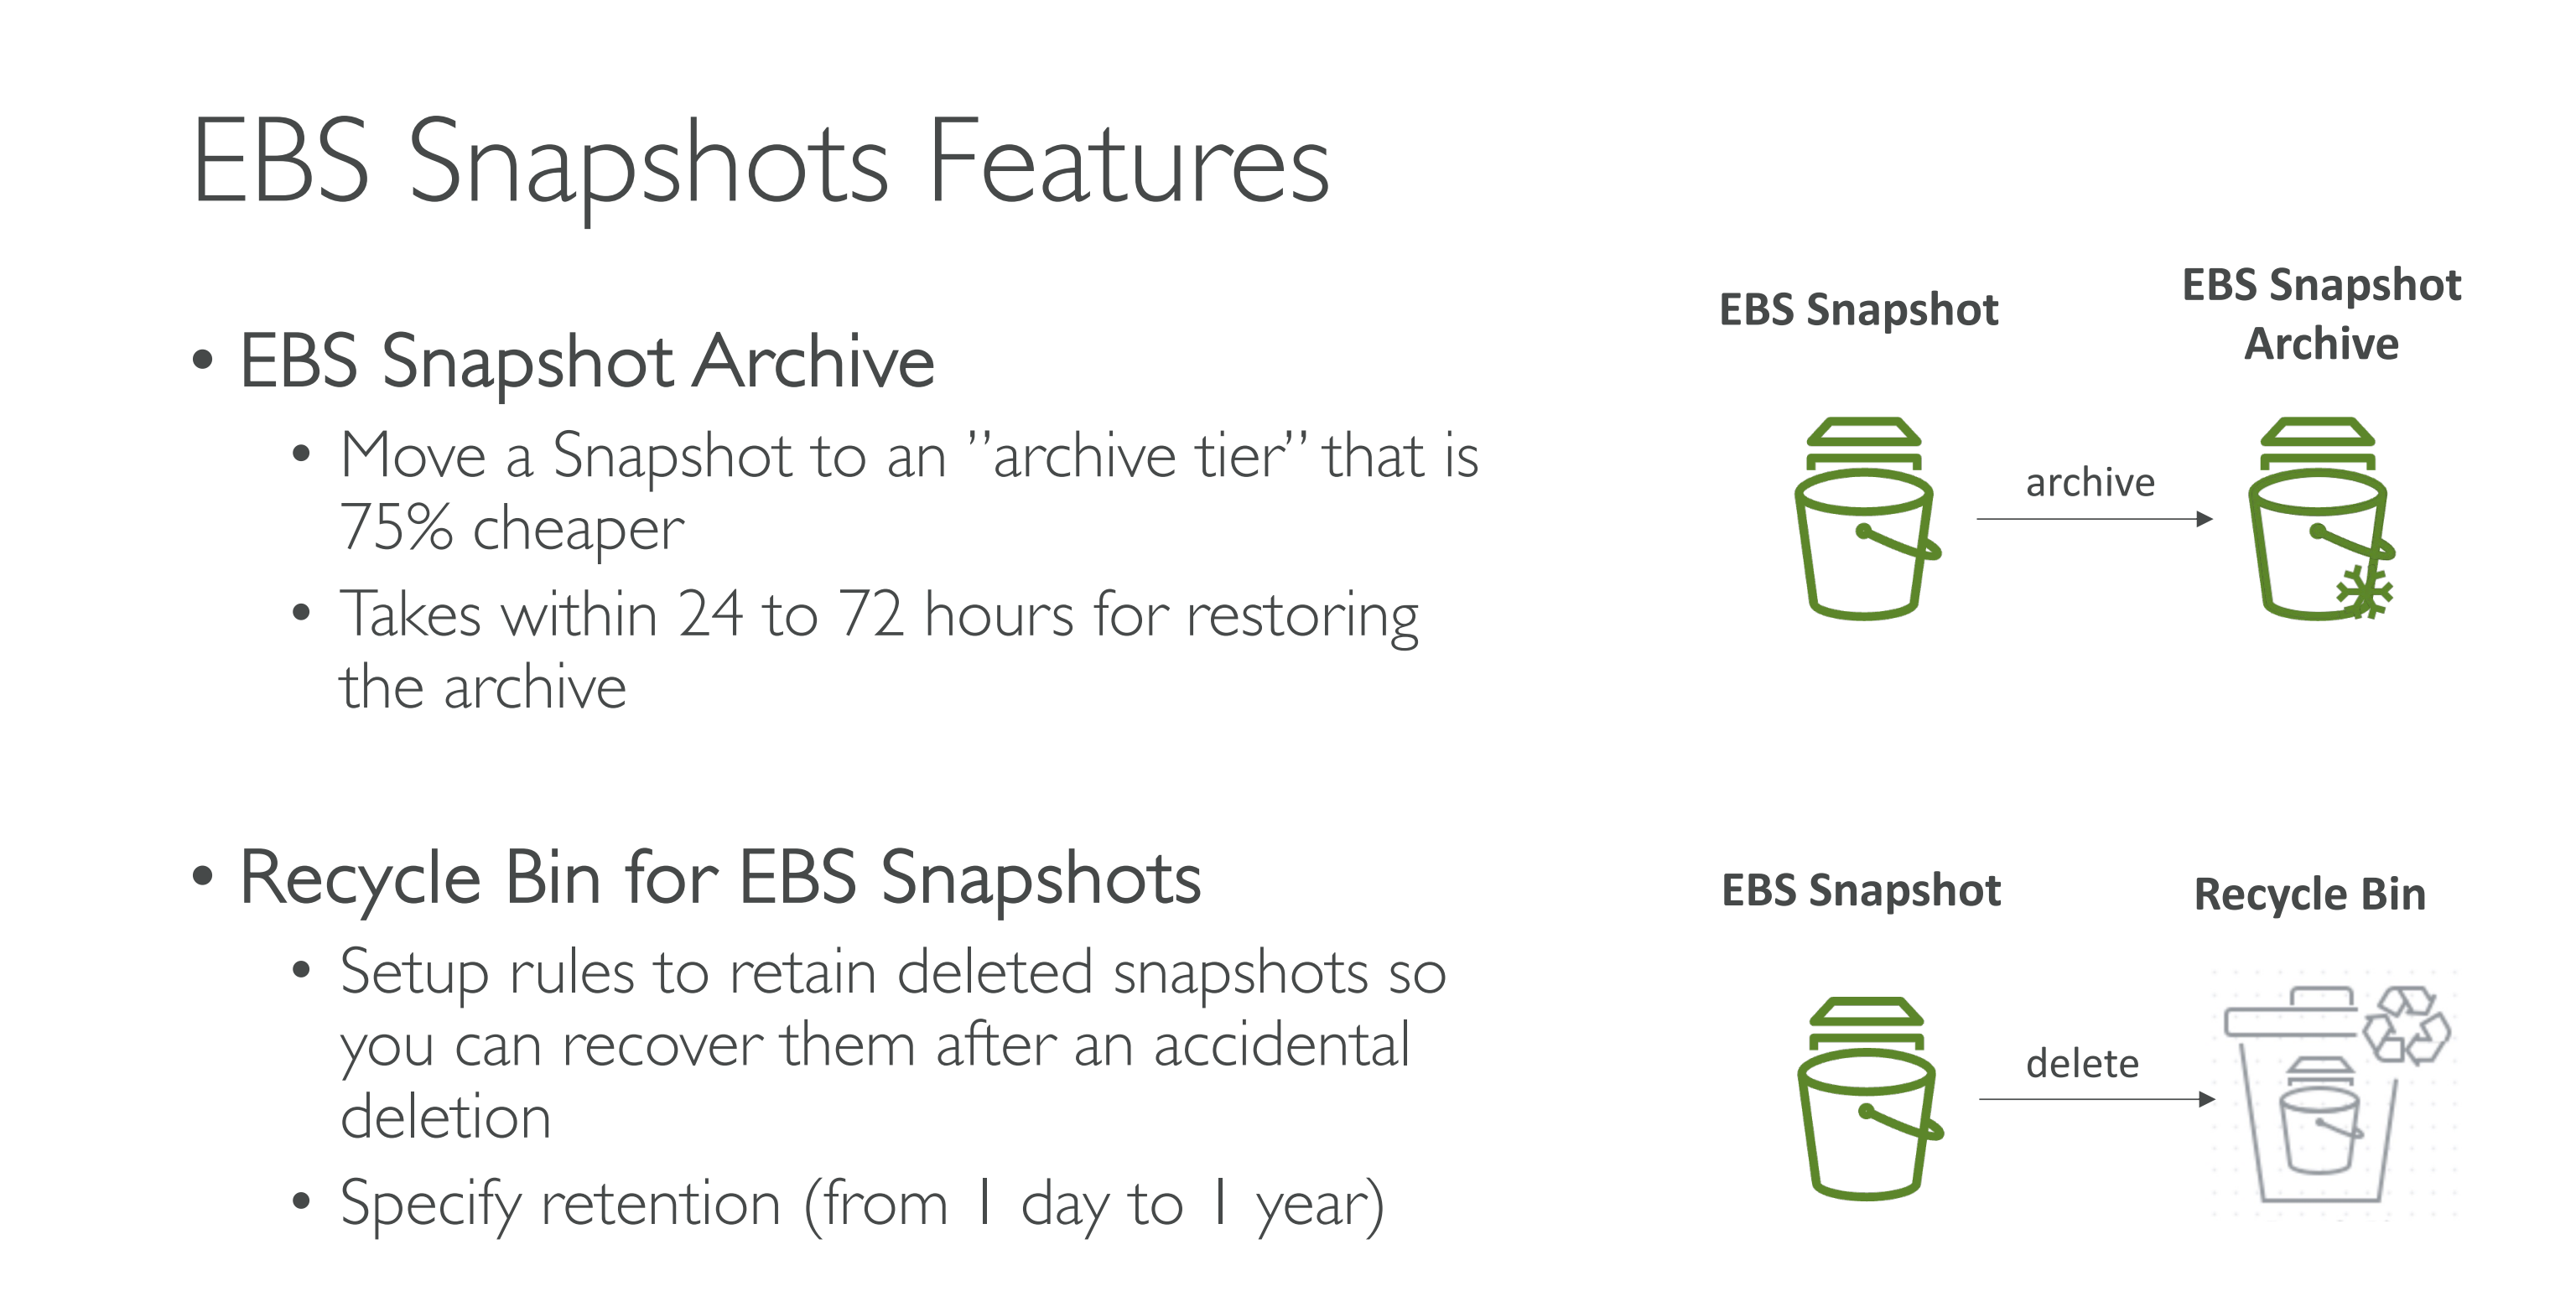 EBS Snapshots Features
• EBS Snapshot Archive
• Move a Snapshot to an ”archive tier” that is
75% cheaper
• Takes within 24 to 72 hours for restoring
the archive
• Recycle Bin for EBS Snapshots
• Setup rules to retain deleted snapshots so
you can recover them after an accidental
deletion
• Specify retention (from 1 day to 1 year)
EBS Snapshot
EBS Snapshot
Archive
archive
EBS Snapshot
Recycle Bin
delete